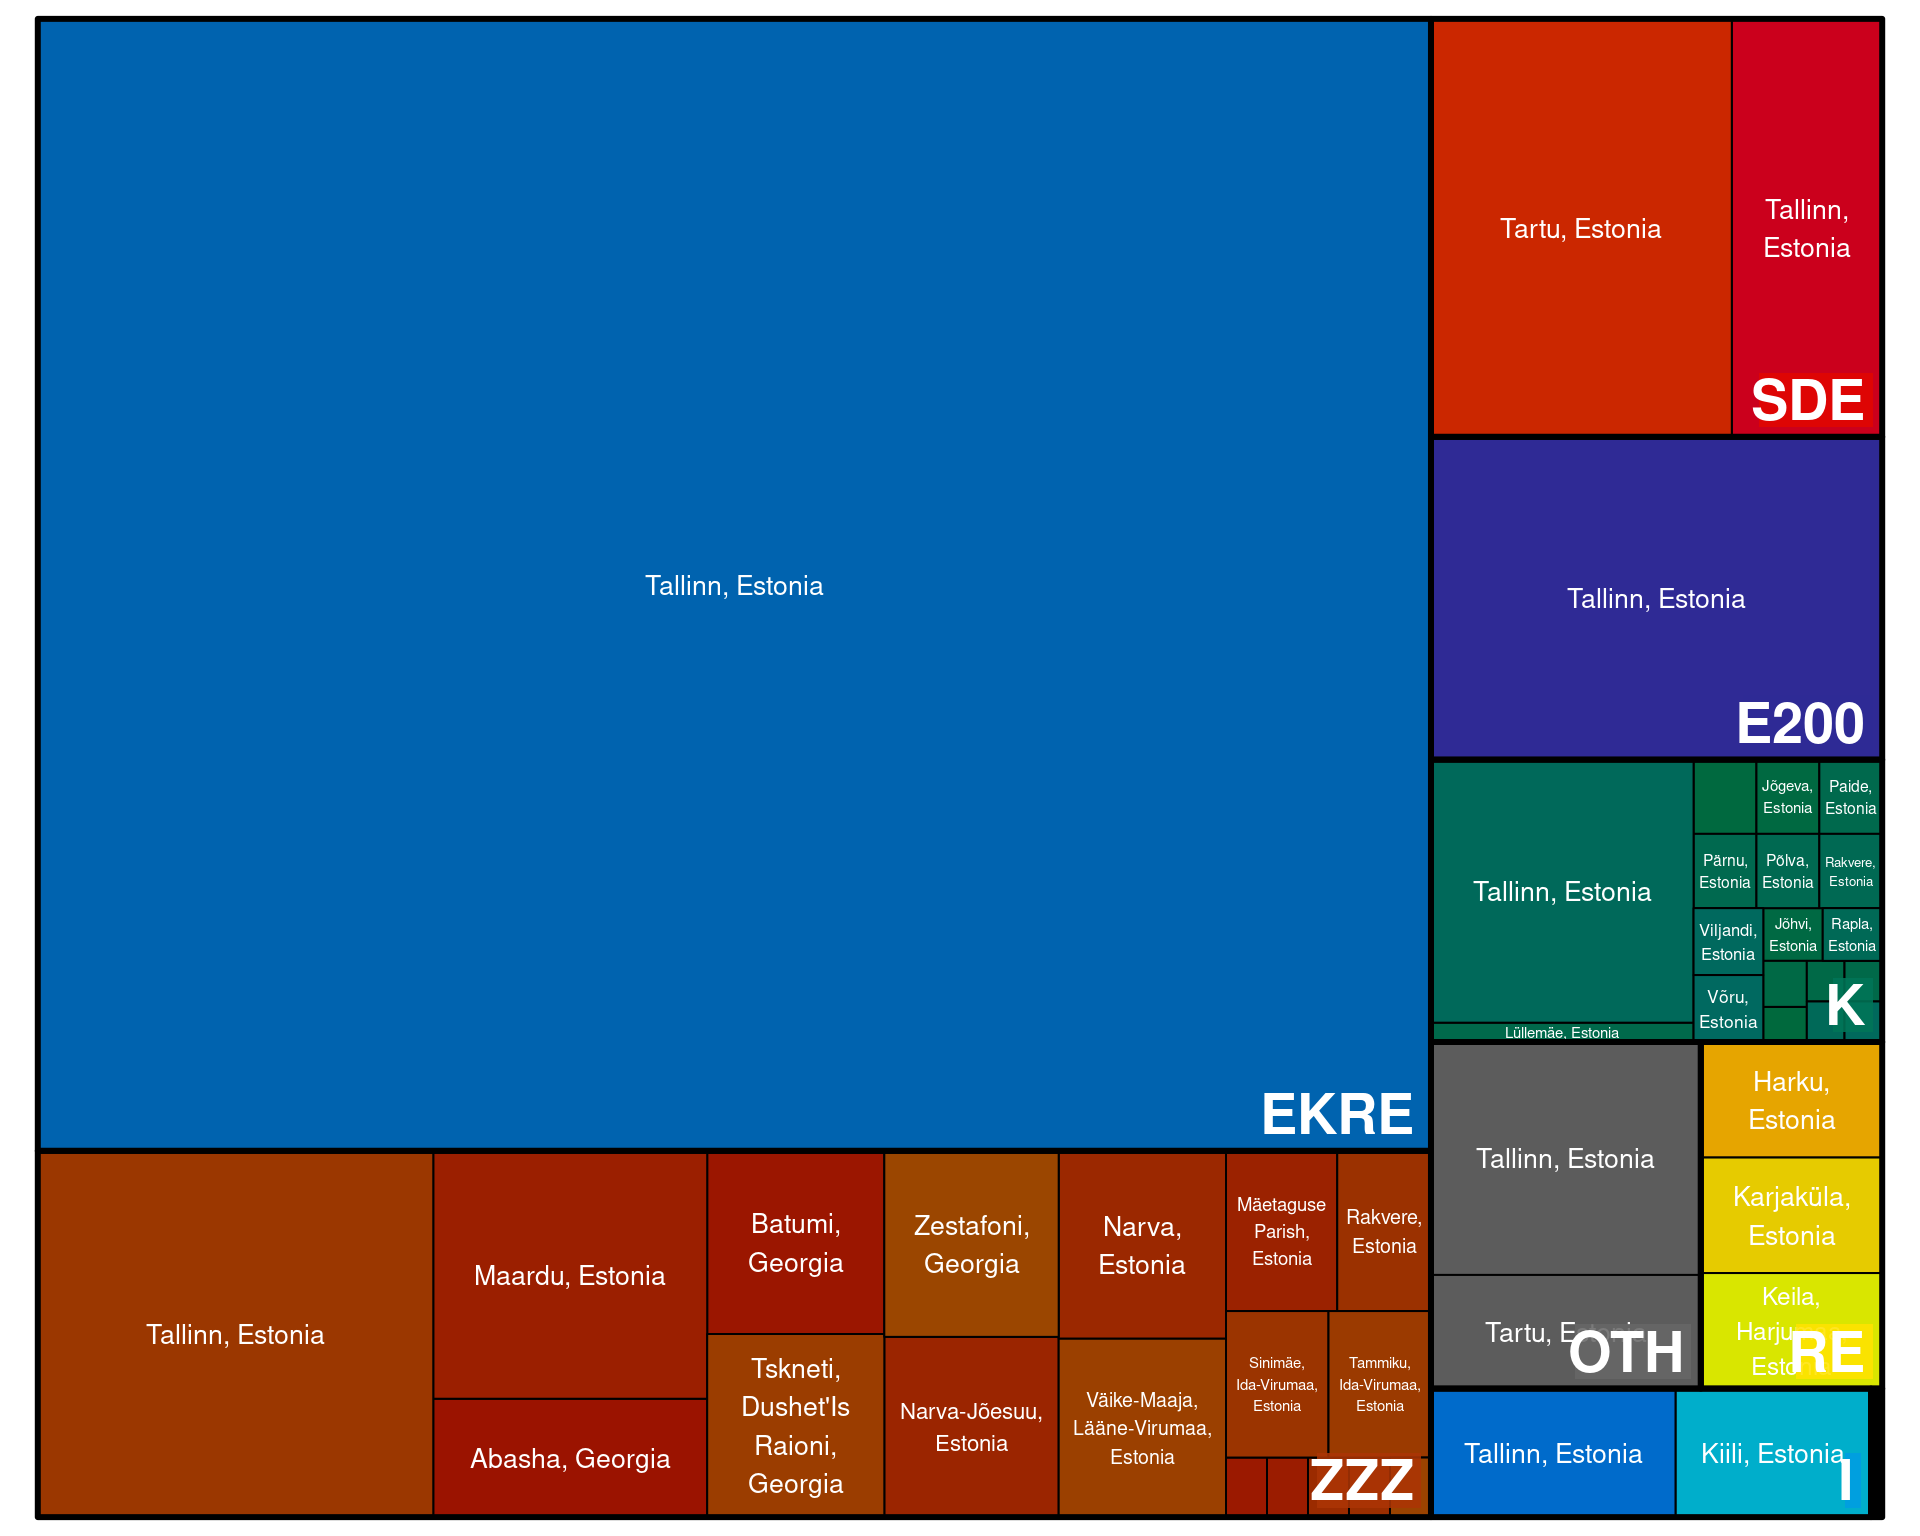 Tallinn, Estonia
EKRE
Tartu, Estonia
Tallinn,
Estonia
SDE
Tallinn, Estonia
E200
Tallinn, Estonia
Jõgeva,
Estonia
Paide,
Estonia
Pärnu,
Estonia
Põlva,
Estonia
Rakvere,
Estonia
Viljandi,
Estonia
Jõhvi,
Estonia
Rapla,
Estonia
Võru,
Estonia
K
Lüllemäe, Estonia
Tallinn, Estonia
Tartu, Estonia
OTH
Harku,
Estonia
Karjaküla,
Estonia
Keila,
RE
Tallinn, Estonia
Kiili, Estonia
I
Tallinn, Estonia
Maardu, Estonia
Abasha, Georgia
Batumi,
Georgia
Tskneti,
Dushet'Is
Raioni,
Georgia
Zestafoni,
Georgia
Narva-Jõesuu,
Estonia
Narva,
Estonia
Väike-Maaja,
Lääne-Virumaa,
Estonia
Mäetaguse
Parish,
Estonia
Rakvere,
Estonia
Sinimäe,
Ida-Virumaa,
Estonia
Tammiku,
Ida-Virumaa,
Estonia
ZZZ